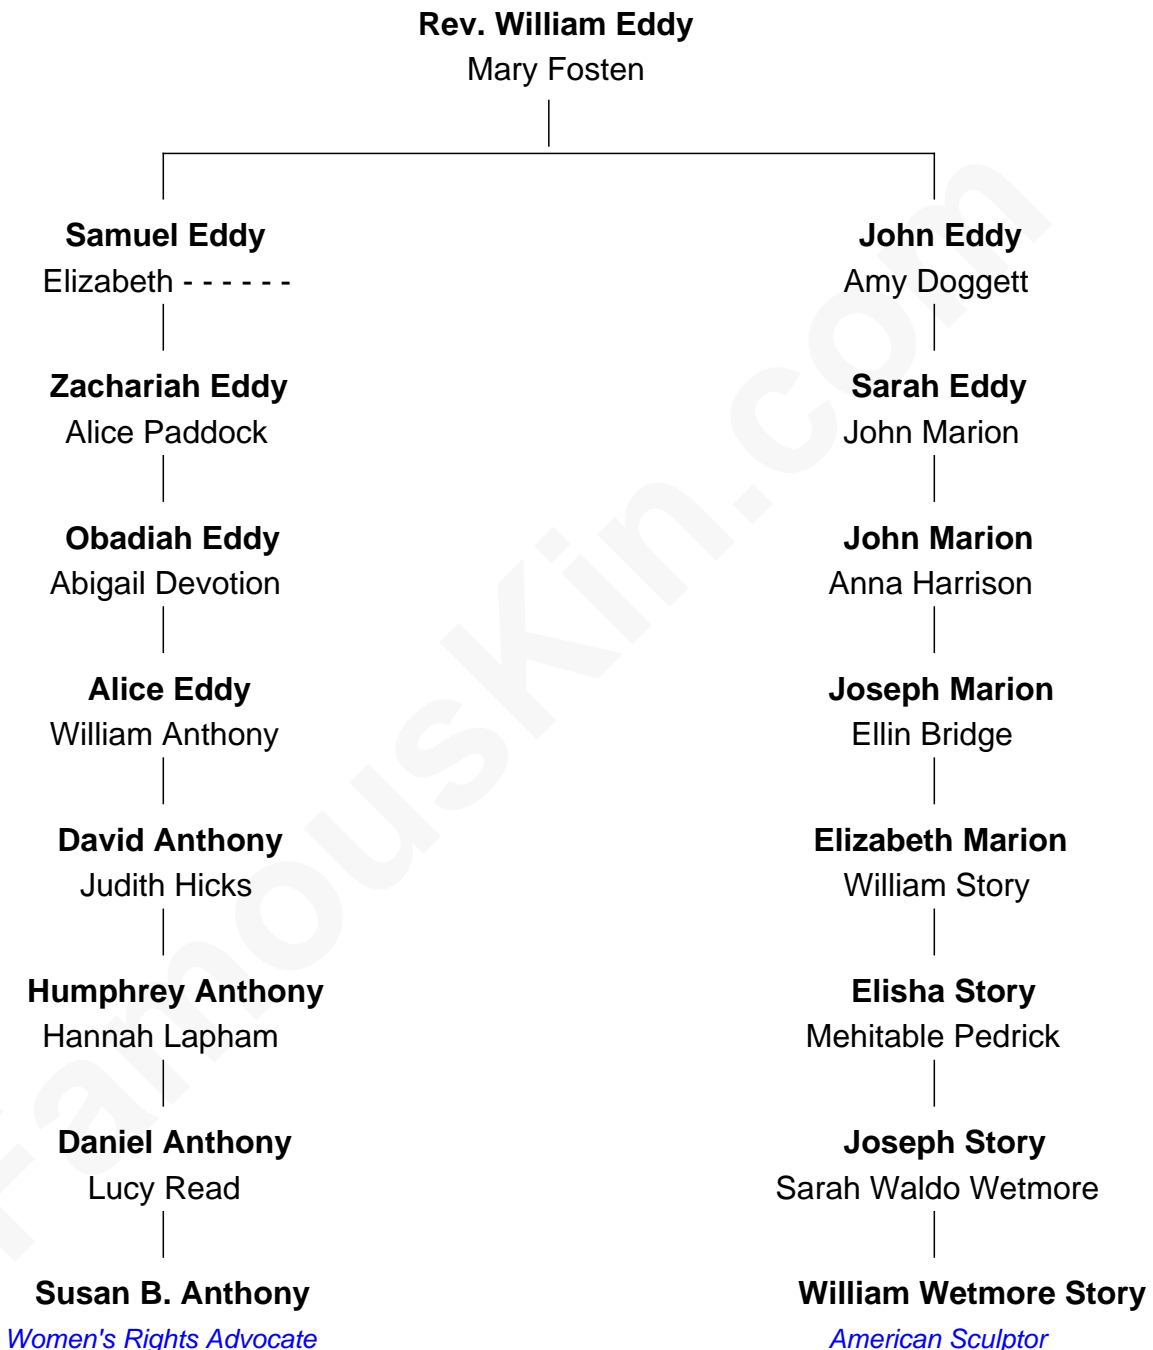 Rev. William Eddy
Mary Fosten
Samuel Eddy
Elizabeth - - - - - -
Zachariah Eddy
Alice Paddock
Obadiah Eddy
Abigail Devotion
Alice Eddy
William Anthony
David Anthony
Judith Hicks
Humphrey Anthony
Hannah Lapham
Daniel Anthony
Lucy Read
Susan B. Anthony
Women's Rights Advocate
John Eddy
Amy Doggett
Sarah Eddy
John Marion
John Marion
Anna Harrison
Joseph Marion
Ellin Bridge
Elizabeth Marion
William Story
Elisha Story
Mehitable Pedrick
Joseph Story
Sarah Waldo Wetmore
William Wetmore Story
American Sculptor
FamousKin.com